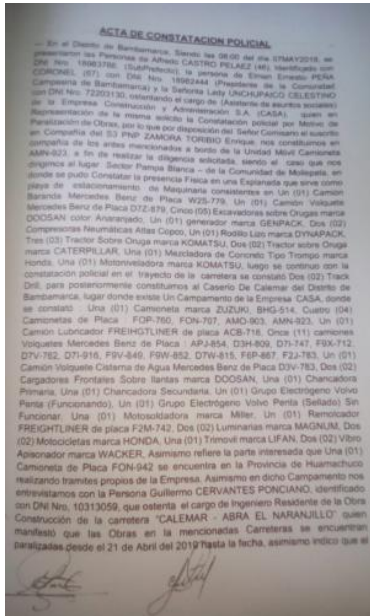 ACTA DE CONSTATACIÓN POLICIAL
--- En el Distrito de Bambamarca, Siendo las 08:00 del día 07MAY2019, se
presentaron las Personas de Alfredo CASTRO PELAEZ (46), Identificado con
DNI Nro. 18983788, (SubPrefecto), la persona de Simen Ernesto PEÑA
CORONEL (67), con DNI Nro. 18982444 (Presidente de la Comunidad
Campesina de Bambamarca) y la Señorita Lady UNCHUPAICO CELESTINO
con DNI Nro. 72203130, ostentando el cargo de (Asistente de asuntos sociales)
de la Empresa Construcción y Administración S.A. (CASA), quien en
Representación de la misma solicito la Constatación policial por Motivo de
Paralización de Obras, por lo que por disposición del Señor Comisario el suscrito
en Compañía del S3 PNP ZAMORA TORIBIO Enrique, nos constituimos en
compañía de los antes mencionados a bordo de la Unidad Móvil Camioneta
AMN-923, a fin de realizar la diligencia solicitada, siendo el caso que nos
dirigimos al lugar Sector Pampa Blanca – de la Comunidad de Mollepata, en
donde se pudo Constatar la presencia Física en una Explanada que sirve como
playa de estacionamiento de Maquinaria consistentes en Un (01) Camión
Baranda Mercedes Benz de Placa W2S-779, Un (01) Camión Volquete
Mercedes Benz de Placa D7Z-879, Cinco (05) Excavadoras sobre Orugas marca
DOOSAN color Anaranjado, Un (01) generador marca GENPACK, Dos (02)
Compresoras Neumáticas Atlas Copco, Un (01) Rodillo Liso marca DYNAPACK,
Tres (03) Tractor Sobre Oruga marca KOMATSU, Dos (02) Tractor sobre Oruga
marca CATERPILLAR, Una (01) Mezcladora de Concreto Tipo Trompo marca
Honda, Una (01) Motoniveladora marca KOMATSU, luego se continuó con la
constatación policial en el trayecto de la carretera se constató Dos (02) Track
Drill, para posteriormente constituirnos al Caserío De Calemar del Distrito de
Bambamarca, lugar donde existe Un Campamento de la Empresa CASA, donde
se constató : Una (01) Camioneta marca ZUZUKI, BHG-514, Cuatro (04)
Camionetas de Placa : FOP-760, FON-707, AMO-903, AMN-923, Un (01)
Camión Lubricador FREIHGTLINER de placa ACB-716, Once (11) camiones
Volquetes Mercedes Benz de Placa : APJ-854, D3H-809, D7I-747, F9X-712,
D7V-762, D7I-916, F9V-849, F9W-852, D7W-815, F6P-867, F2J-783, Un (01)
Camión Volquete Cisterna de Agua Mercedes Benz de Placa D3V-783, Dos (02)
Cargadores Frontales Sobre llantas marca DOOSAN, Una (01) Chancadora
Primaria, Una (01) Chancadora Secundaria, Un (01) Grupo Electrógeno Volvo
Penta (Funcionando), Un (01) Grupo Electrógeno Volvo Penta (Sellado) Sin
Funcionar, Una (01) Motosoldadora marca Miller, Un (01) Remolcador
FREIGHTLINER de placa F2M-742, Dos (02) Luminarias marca MAGNUM, Dos
(02) Motocicletas marca HONDA, Una (01) Trimovil marca LIFAN, Dos (02) Vibro
Apisonador marca WACKER, Asimismo refiere la parte interesada que Una (01)
Camioneta de Placa FON-942 se encuentra en la Provincia de Huamachuco
realizando tramites propios de la Empresa. Asimismo en dicho Campamento nos
entrevistamos con la Persona Guillermo CERVANTES PONCIANO, identificado
con DNI Nro. 10313059, que ostenta el cargo de Ingeniero Residente de la Obra
Construcción de la carretera "CALEMAR - ABRA EL NARANJILLO" quien
manifestó que las Obras en la mencionadas Carreteras se encuentran
paralizadas desde el 21 de Abril del 2019 hasta la fecha, asimismo indico que el